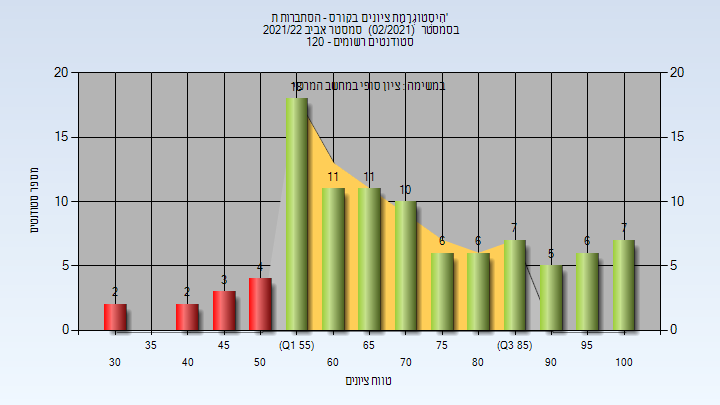 'היסטוגרמת ציונים בקורס - הסתברות ת
בסמסטר (02/2021) סמסטר אביב 2021/22
סטודנטים רשומים - 120
במשימה : ציון סופי במחשב המרכזי
מספר סטודנטים
20 20
15 15
10 10
5 5
0 0
2 2 3 4 18 11 11 10 6 6 7 5 6 7
35 45 (Q1 55) 65 75 (Q3 85) 95
30 40 50 60 70 80 90 100
טווח ציונים